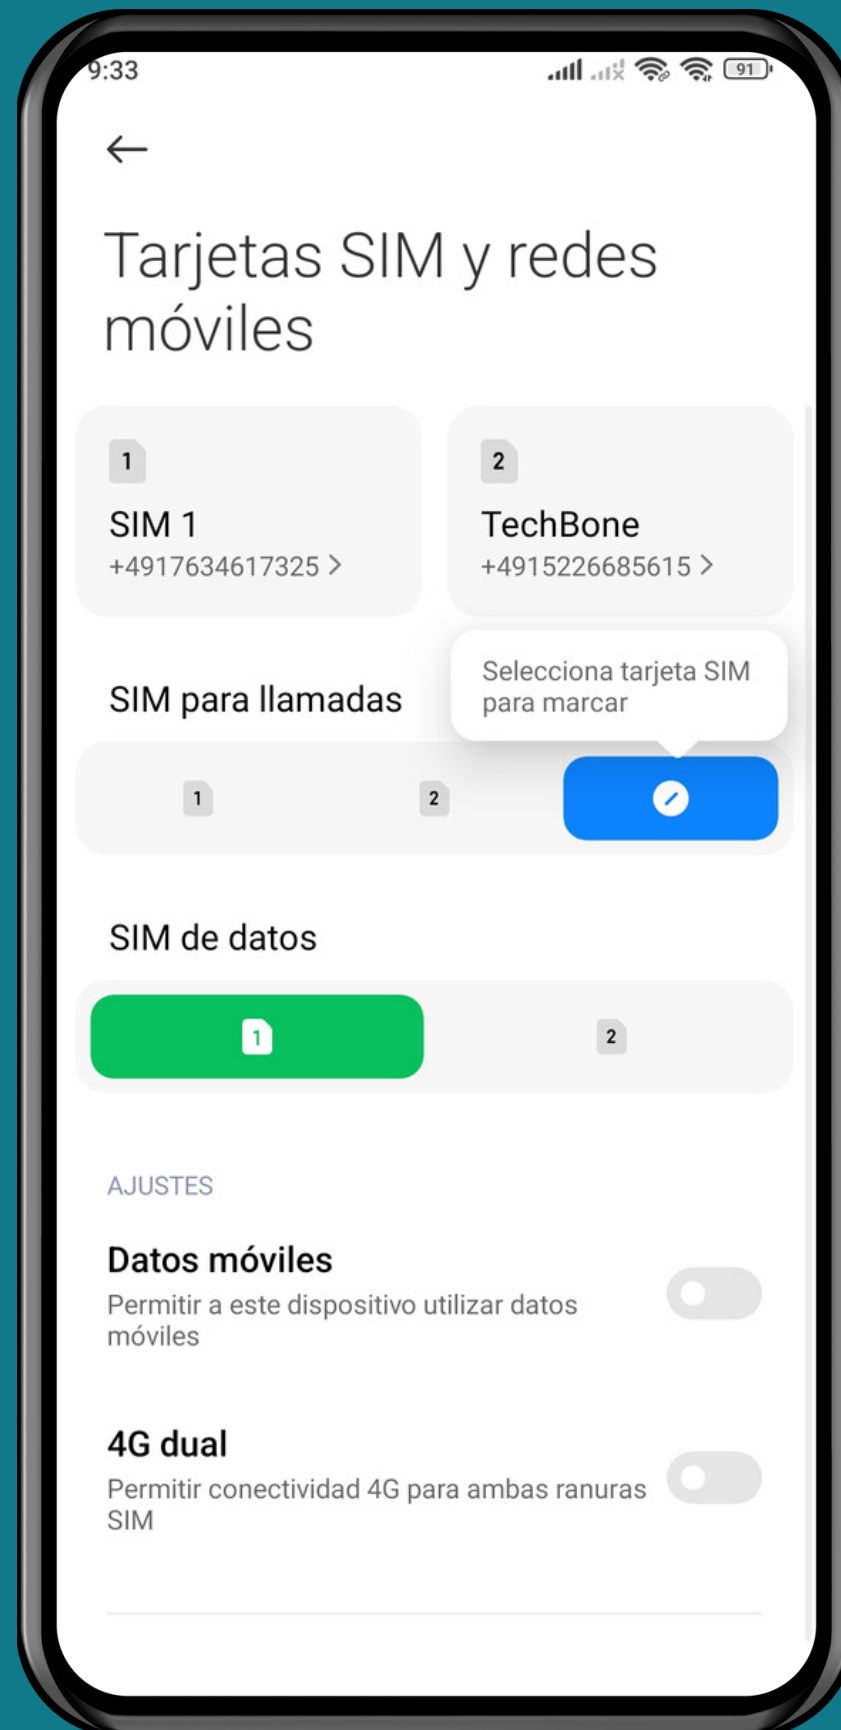 9:33
91
Tarjetas SIM y redes
móviles
1
SIM 1
+4917634617325 >
2
TechBone
+4915226685615 >
Selecciona tarjeta SIM
para marcar
SIM para llamadas
1
2
SIM de datos
1
2
AJUSTES
Datos móviles
Permitir a este dispositivo utilizar datos
móviles
4G dual
Permitir conectividad 4G para ambas ranuras
SIM